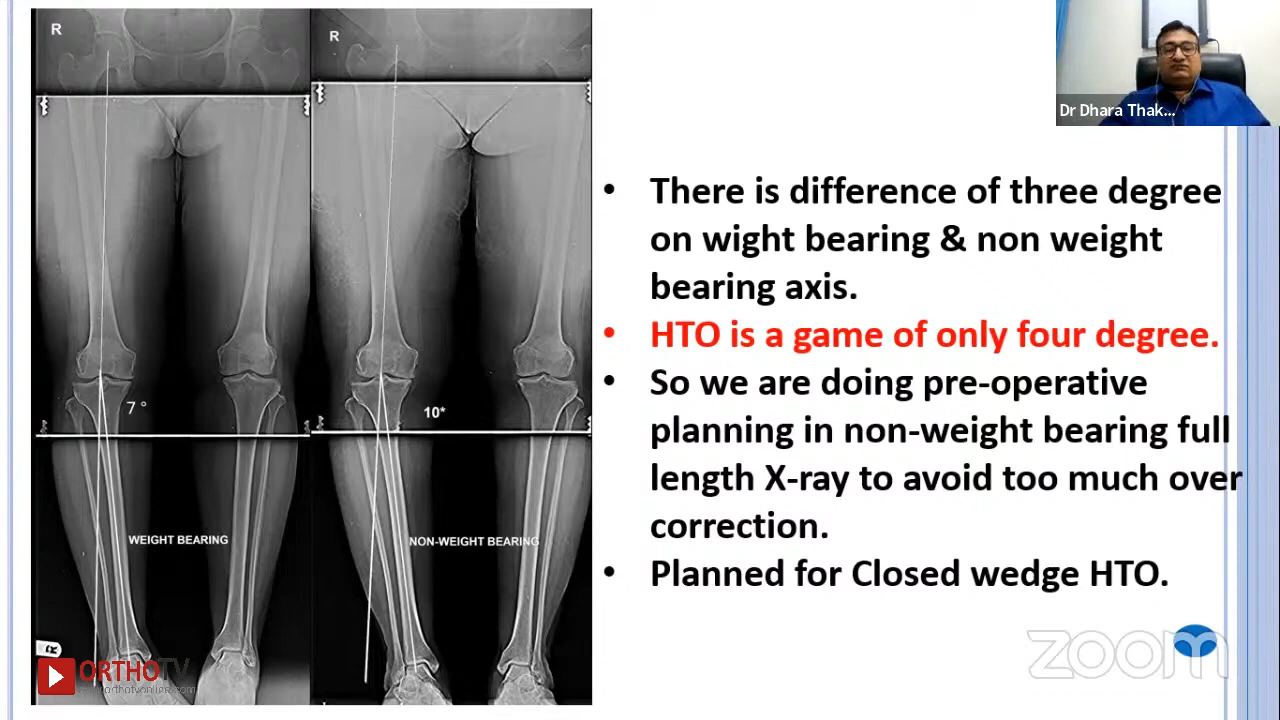 R
R
Dr Dhara Thak...
• There is difference of three degree
on wight bearing & non weight
bearing axis.
• HTO is a game of only four degree.
• So we are doing pre-operative
planning in non-weight bearing full
length X-ray to avoid too much over
correction.
• Planned for Closed wedge HTO.
7 °
10*
WEIGHT BEARING
NON-WEIGHT BEARING
R
ORTHOTV
www.orthotvonline.com
zoom